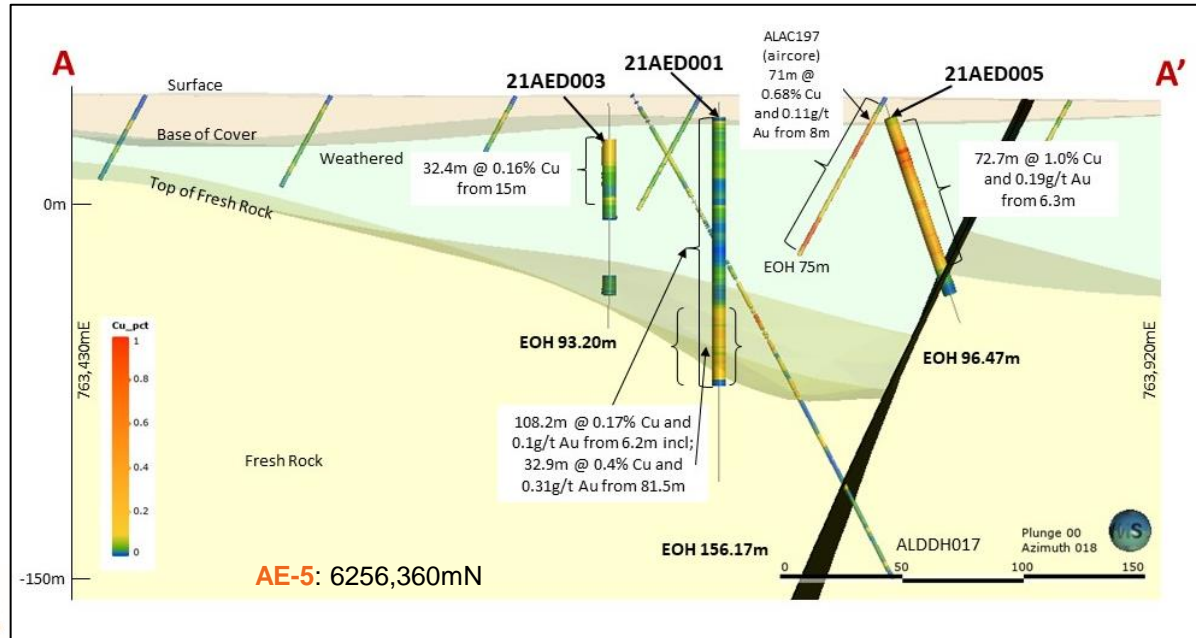 A
A'
Surface
21AED003
21AED001
ALAC197
(aircore)
71m @
0.68% Cu
and 0.11g/t
Au from 8m
21AED005
Base of Cover
Weathered
Top of Fresh Rock
32.4m @ 0.16% Cu
from 15m
72.7m @ 1.0% Cu
and 0.19g/t Au
from 6.3m
0m
EOH 75m
Cu_pct
1
0.8
0.6
0.4
0.2
0
763,430mE
763,920mE
EOH 93.20m
EOH 96.47m
108.2m @ 0.17% Cu and
0.1g/t Au from 6.2m incl;
32.9m @ 0.4% Cu and
0.31g/t Au from 81.5m
Fresh Rock
EOH 156.17m
ALDDH017
Plunge 00
Azimuth 018
S
0
50
100
150
-150m
AE-5: 6256,360mN